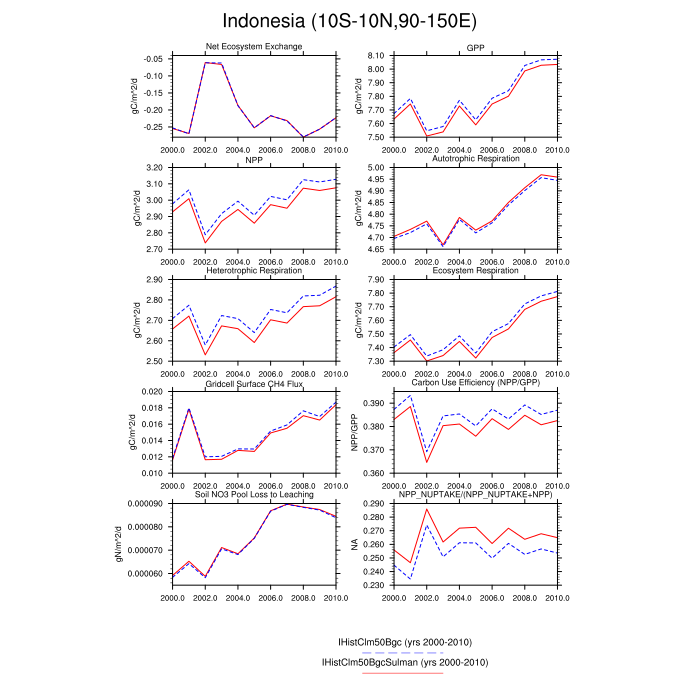 Indonesia (10S-10N,90-150E)
Net Ecosystem Exchange
gC/m^2/d
-0.05
-0.10
-0.15
-0.20
-0.25
2000.0 2002.0 2004.0 2006.0 2008.0 2010.0
GPP
gC/m^2/d
8.10
8.00
7.90
7.80
7.70
7.60
7.50
2000.0 2002.0 2004.0 2006.0 2008.0 2010.0
NPP
gC/m^2/d
3.20
3.10
3.00
2.90
2.80
2.70
2000.0 2002.0 2004.0 2006.0 2008.0 2010.0
Autotrophic Respiration
gC/m^2/d
5.00
4.95
4.90
4.85
4.80
4.75
4.70
4.65
2000.0 2002.0 2004.0 2006.0 2008.0 2010.0
Heterotrophic Respiration
gC/m^2/d
2.90
2.80
2.70
2.60
2.50
2000.0 2002.0 2004.0 2006.0 2008.0 2010.0
Ecosystem Respiration
gC/m^2/d
7.90
7.80
7.70
7.60
7.50
7.40
7.30
2000.0 2002.0 2004.0 2006.0 2008.0 2010.0
Gridcell Surface CH4 Flux
gC/m^2/d
0.020
0.018
0.016
0.014
0.012
0.010
2000.0 2002.0 2004.0 2006.0 2008.0 2010.0
Carbon Use Efficiency (NPP/GPP)
NPP/GPP
0.390
0.380
0.370
0.360
2000.0 2002.0 2004.0 2006.0 2008.0 2010.0
Soil NO3 Pool Loss to Leaching
gN/m^2/d
0.000090
0.000080
0.000070
0.000060
2000.0 2002.0 2004.0 2006.0 2008.0 2010.0
NPP_NUPTAKE/(NPP_NUPTAKE+NPP)
NA
0.290
0.280
0.270
0.260
0.250
0.240
0.230
2000.0 2002.0 2004.0 2006.0 2008.0 2010.0
IHistClm50Bgc (yrs 2000-2010)
IHistClm50BgcSulman (yrs 2000-2010)